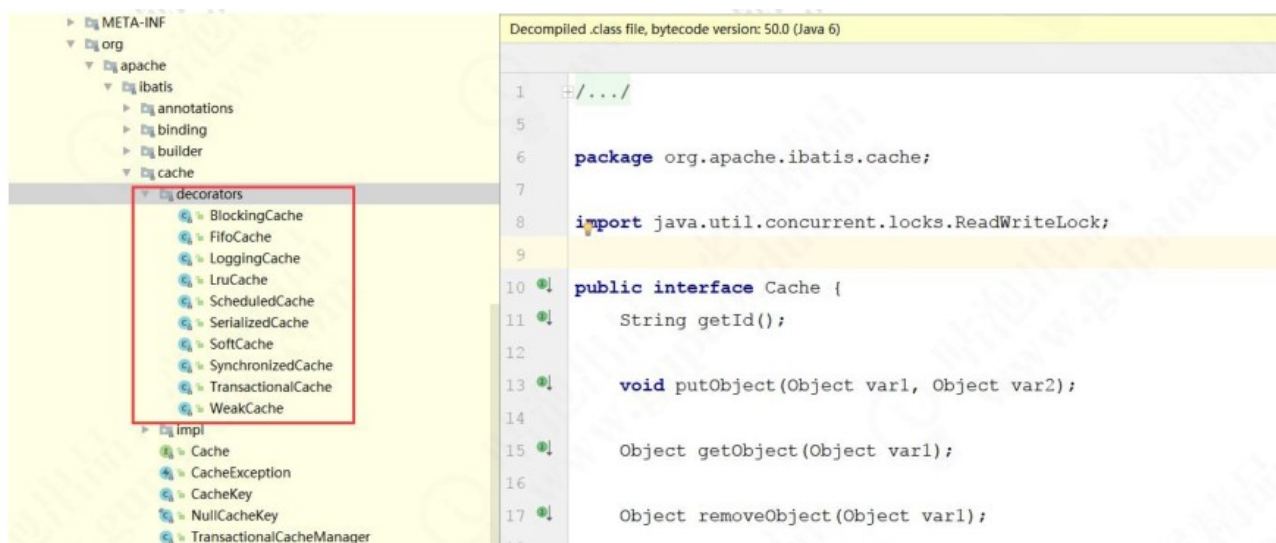 META-INF
org
apache
ibatis
annotations
binding
builder
cache
decorators
BlockingCache
FifoCache
LoggingCache
LruCache
ScheduledCache
SerializedCache
SoftCache
SynchronizedCache
TransactionalCache
WeakCache
impl
Cache
CacheException
CacheKey
NullCacheKey
TransactionalCacheManager
Decompiled .class file, bytecode version: 50.0 (Java 6)
1 /.../
5
6 package org.apache.ibatis.cache;
7
8 import java.util.concurrent.locks.ReadWriteLock;
9
10 public interface Cache {
11 String getId();
12
13 void putObject(Object var1, Object var2);
14
15 Object getObject(Object var1);
16
17 Object removeObject(Object var1);